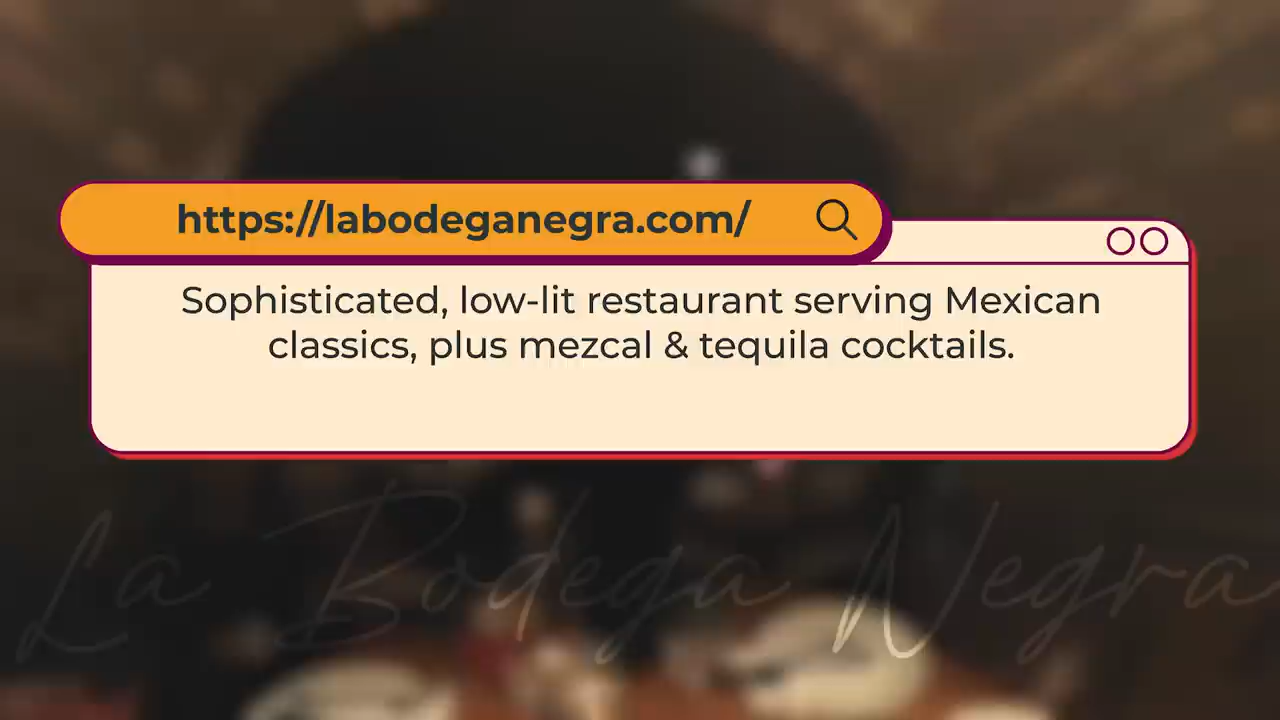 https://labodeganegra.com/
Sophisticated, low-lit restaurant serving Mexican
classics, plus mezcal & tequila cocktails.
La Bodega Negra